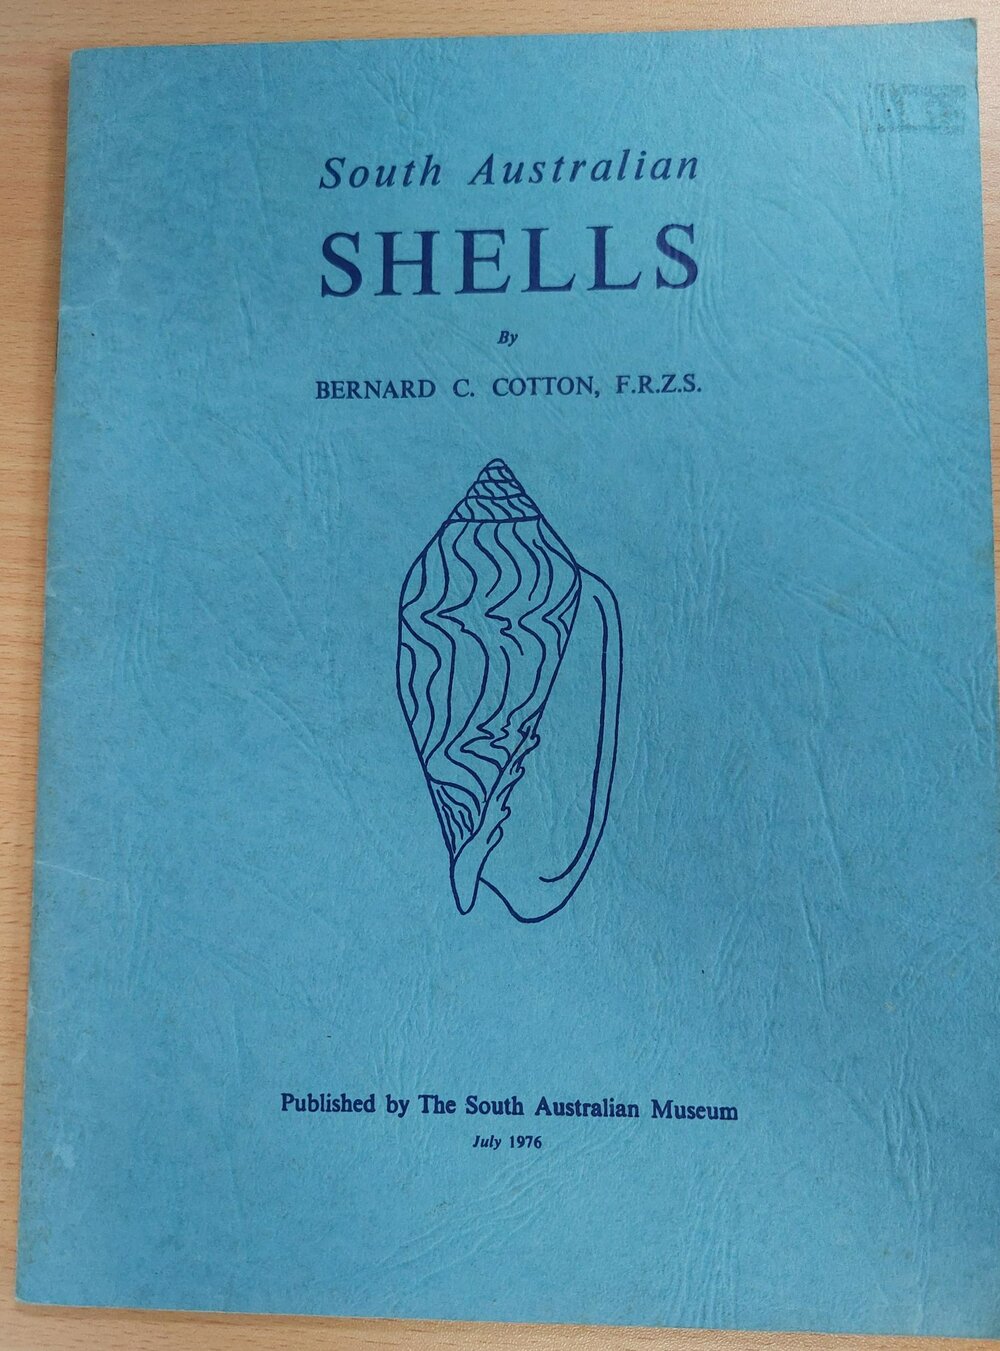 South Australian
SHELLS
By
BERNARD C. COTTON, F.R.Z.S.
Published by The South Australian Museum
July 1976